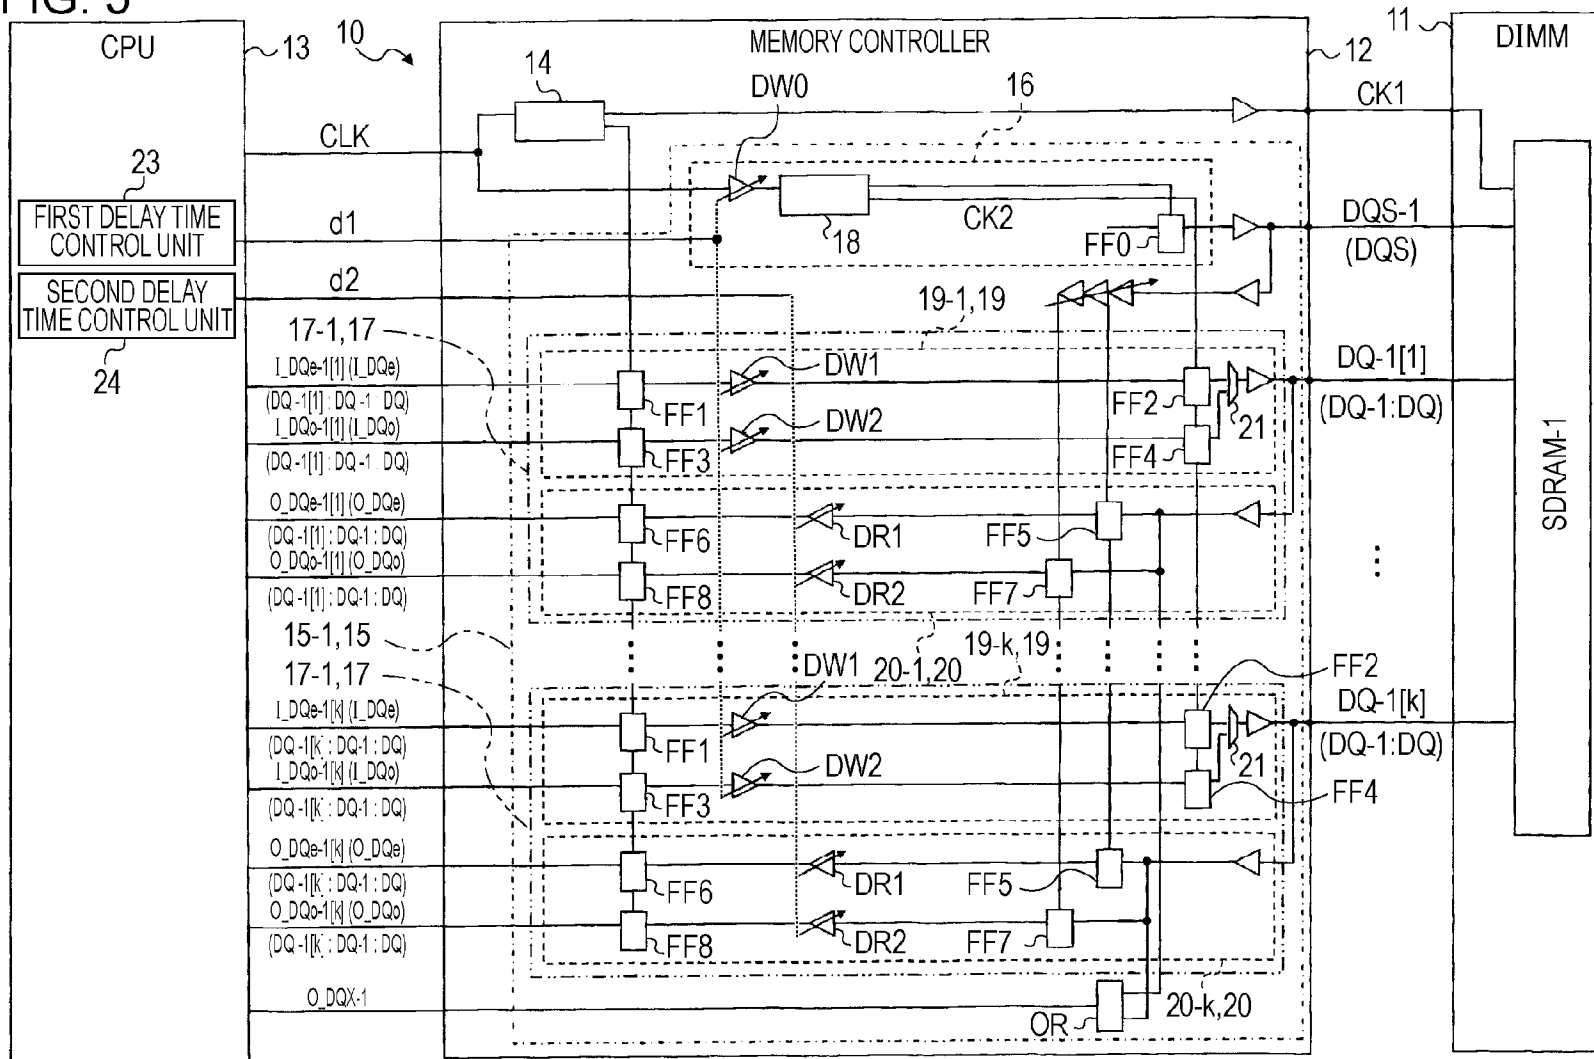 FIG. 5
CPU
13
10
MEMORY CONTROLLER
12
11
DIMM
14
DW0
16
CK1
CLK
23
FIRST DELAY TIME
CONTROL UNIT
d1
CK2
18
FF0
DQS-1
(DQS)
SECOND DELAY
TIME CONTROL UNIT
d2
24
17-1,17
19-1,19
I_DQe-1[1] (I_DQe)
(DQ-1[1] : DQ-1 : DQ)
FF1
DW1
FF2
21
DQ-1[1]
(DQ-1:DQ)
I_DQo-1[1] (I_DQo)
(DQ-1[1] : DQ-1 : DQ)
FF3
DW2
FF4
SDRAM-1
O_DQe-1[1] (O_DQe)
(DQ-1[1] : DQ-1 : DQ)
FF6
DR1
FF5
O_DQo-1[1] (O_DQo)
(DQ-1[1] : DQ-1 : DQ)
FF8
DR2
FF7
15-1,15
17-1,17
20-1,20
19-k,19
DW1
FF2
I_DQe-1[k] (I_DQe)
(DQ-1[k] : DQ-1 : DQ)
FF1
21
DQ-1[k]
(DQ-1:DQ)
I_DQo-1[k] (I_DQo)
(DQ-1[k] : DQ-1 : DQ)
FF3
DW2
FF4
O_DQe-1[k] (O_DQe)
(DQ-1[k] : DQ-1 : DQ)
FF6
DR1
FF5
O_DQo-1[k] (O_DQo)
(DQ-1[k] : DQ-1 : DQ)
FF8
DR2
FF7
O_DQX-1
OR
20-k,20